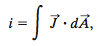 i = ∫ J⃗ · dA⃗,